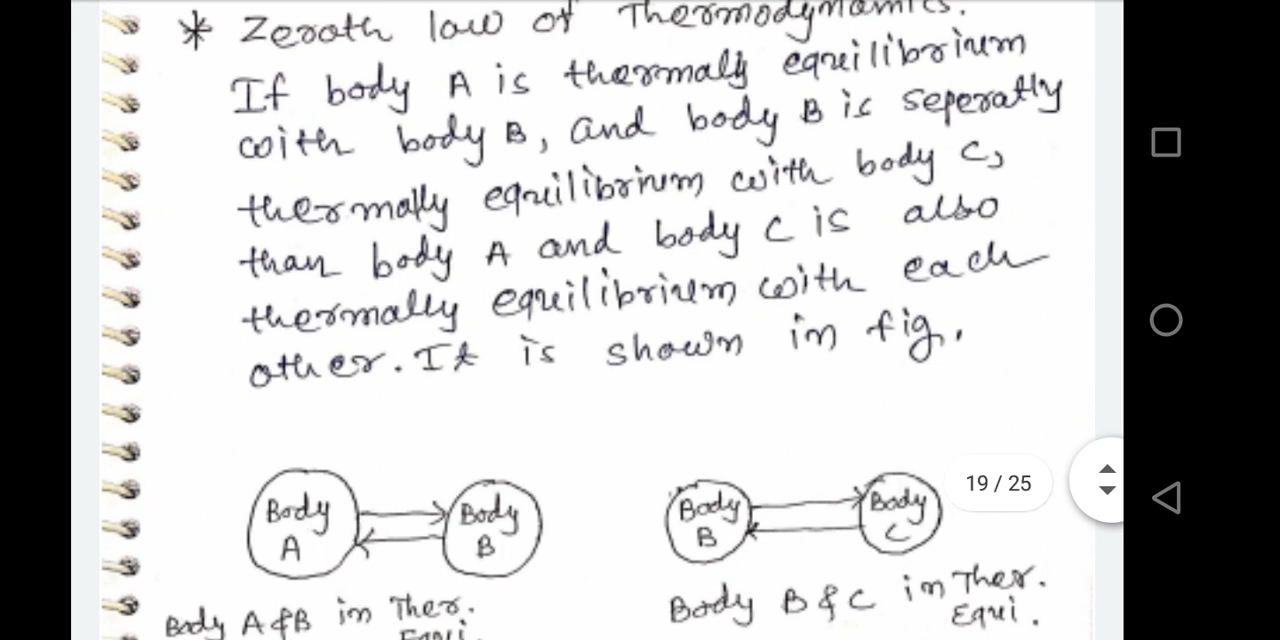 * Zeroth law of Thermodynamics.
If body A is thermaly equilibrium
with body B, and body B is seperatly
thermally equilibrium with body C,
than body A and body C is also
thermally equilibrium with each
other. It is shown in fig.
Body A
Body B
Body B
Body C
19 / 25
Body A & B in Ther. Equi.
Body B & C in Ther. Equi.